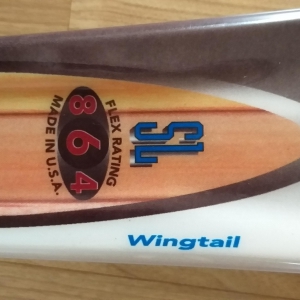 SL
FLEX RATING
864
MADE IN U.S.A.
Wingtail